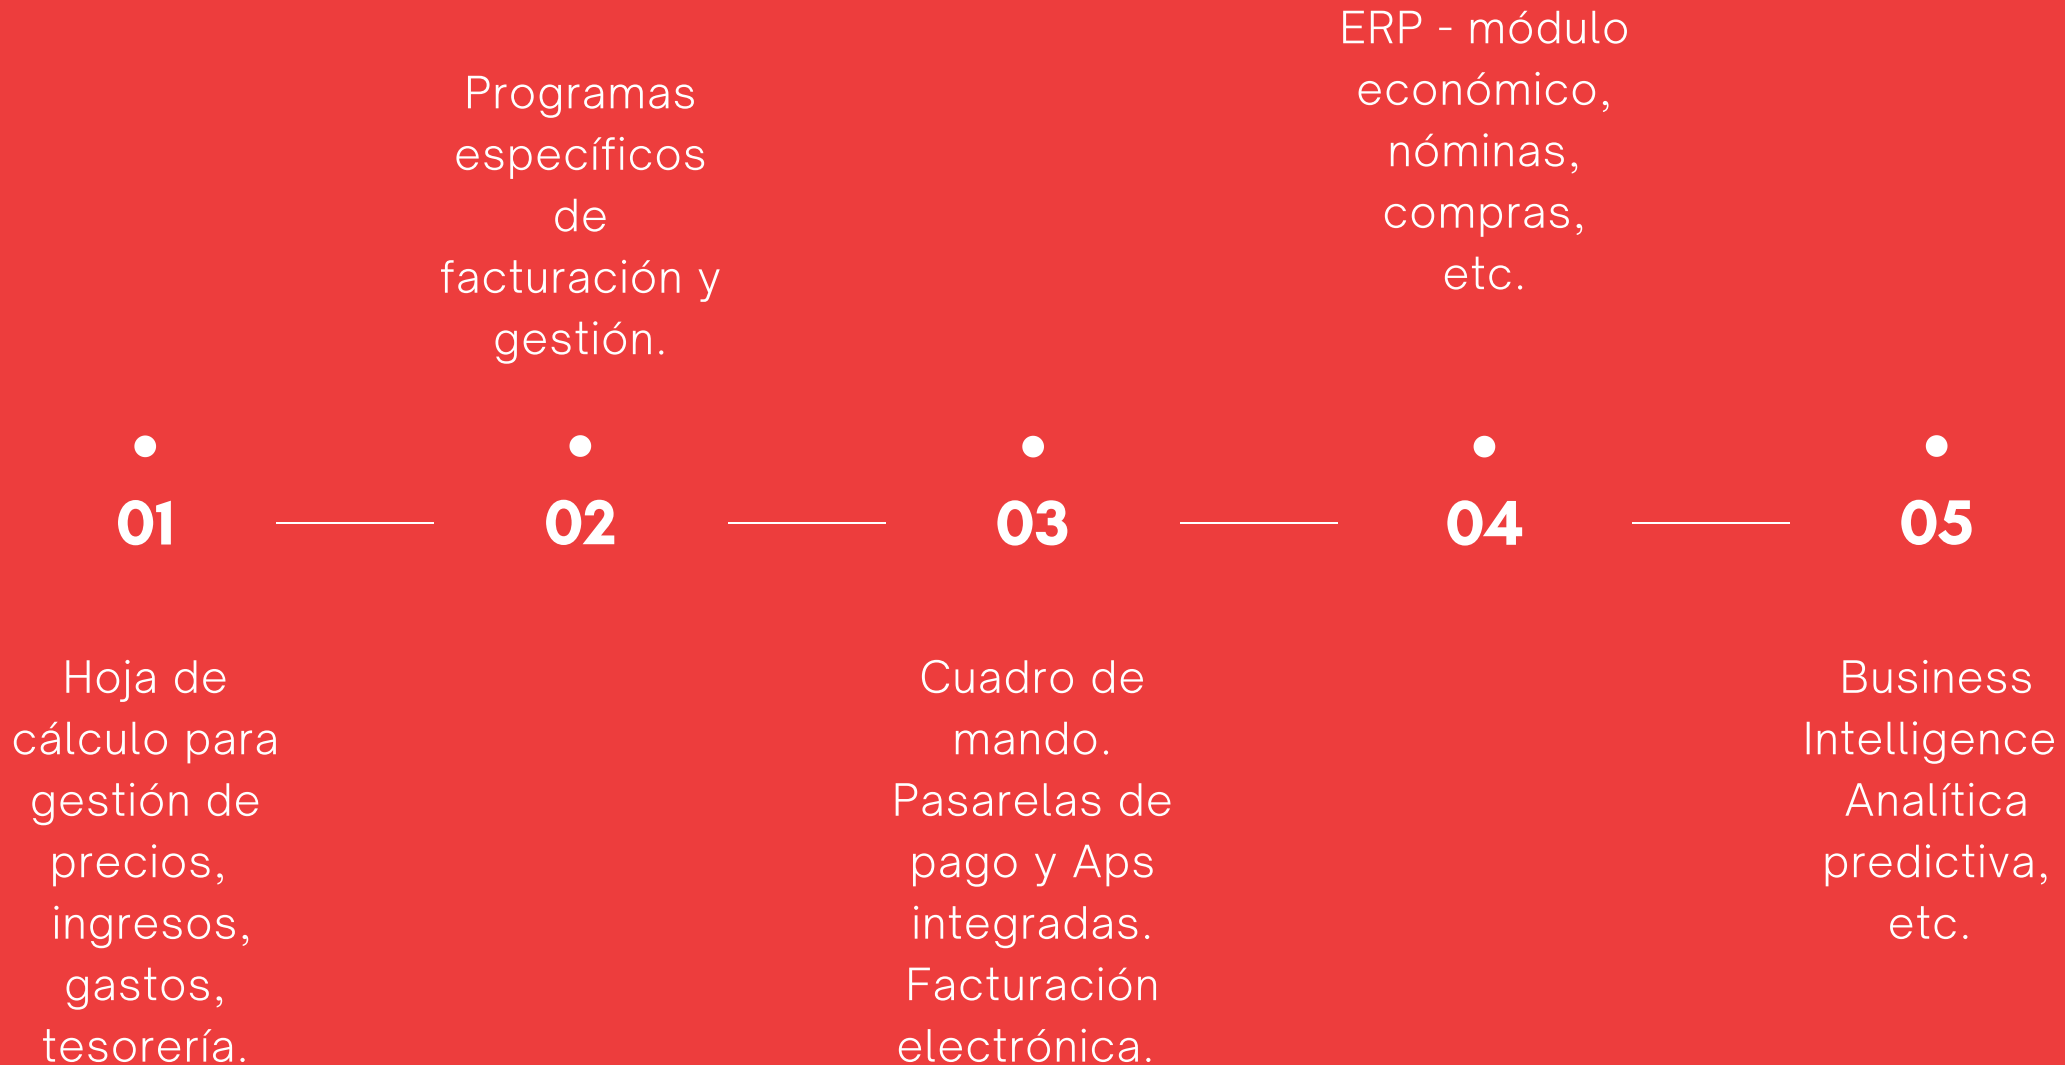 01
Hoja de
cálculo para
gestión de
precios,
ingresos,
gastos,
tesorería.
Programas
específicos
de
facturación y
gestión.
02
03
Cuadro de
mando.
Pasarelas de
pago y Aps
integradas.
Facturación
electrónica.
ERP - módulo
económico,
nóminas,
compras,
etc.
04
05
Business
Intelligence
Analítica
predictiva,
etc.